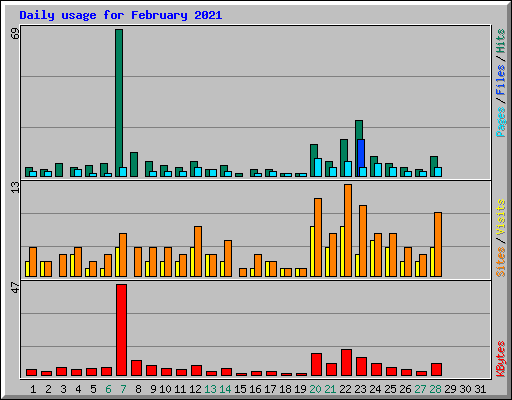 Daily usage for February 2021
69
Pages / Files / Hits
13
Sites / Visits
47
KBytes
1 2 3 4 5 6 7 8 9 10 11 12 13 14 15 16 17 18 19 20 21 22 23 24 25 26 27 28 29 30 31